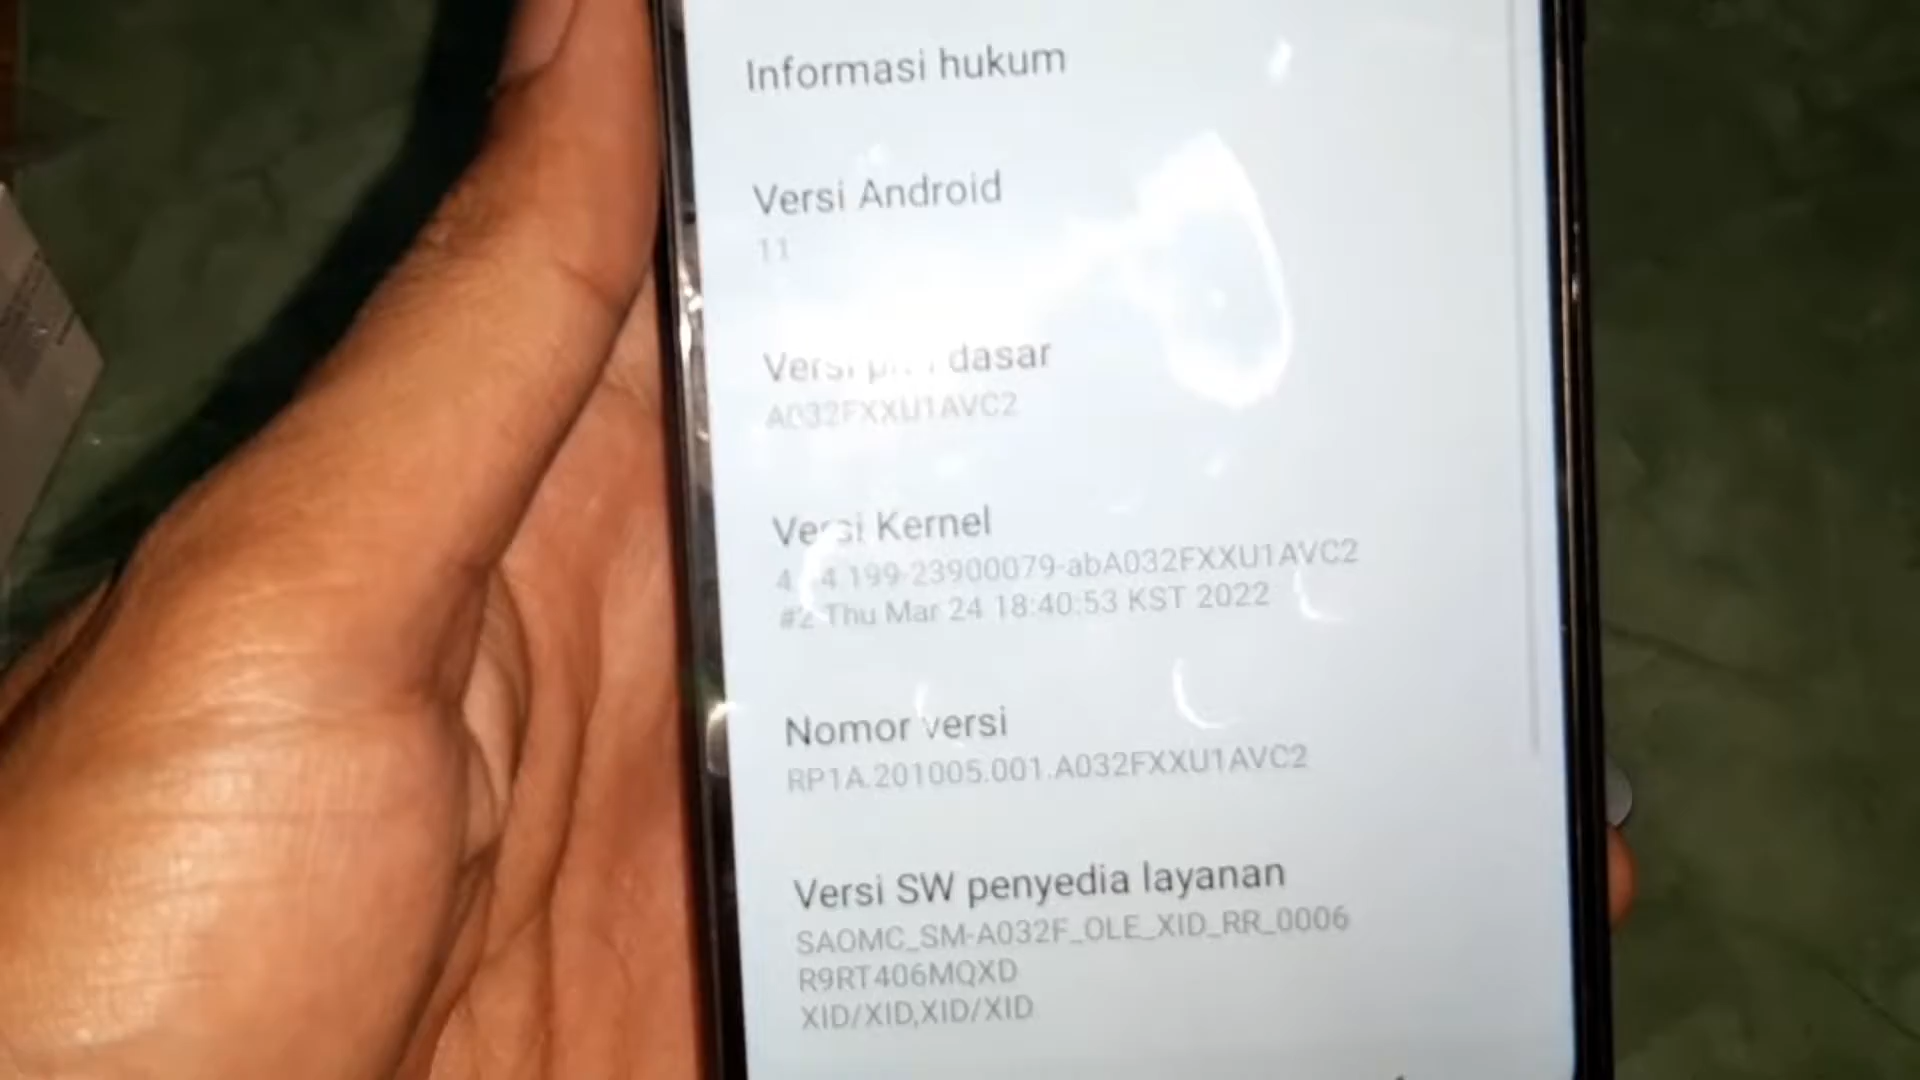 Informasi hukum
Versi Android
11
Versi dasar
A032FXXU1AVC2
Versi Kernel
199-23900079-abA032FXXU1AVC2
#2 Thu Mar 24 18:40:53 KST 2022
Nomor versi
RP1A.201005.001.A032FXXU1AVC2
Versi SW penyedia layanan
SAOMC_SM-A032F_OLE_XID_RR_0006
R9RT406MQXD
XID/XID,XID/XID